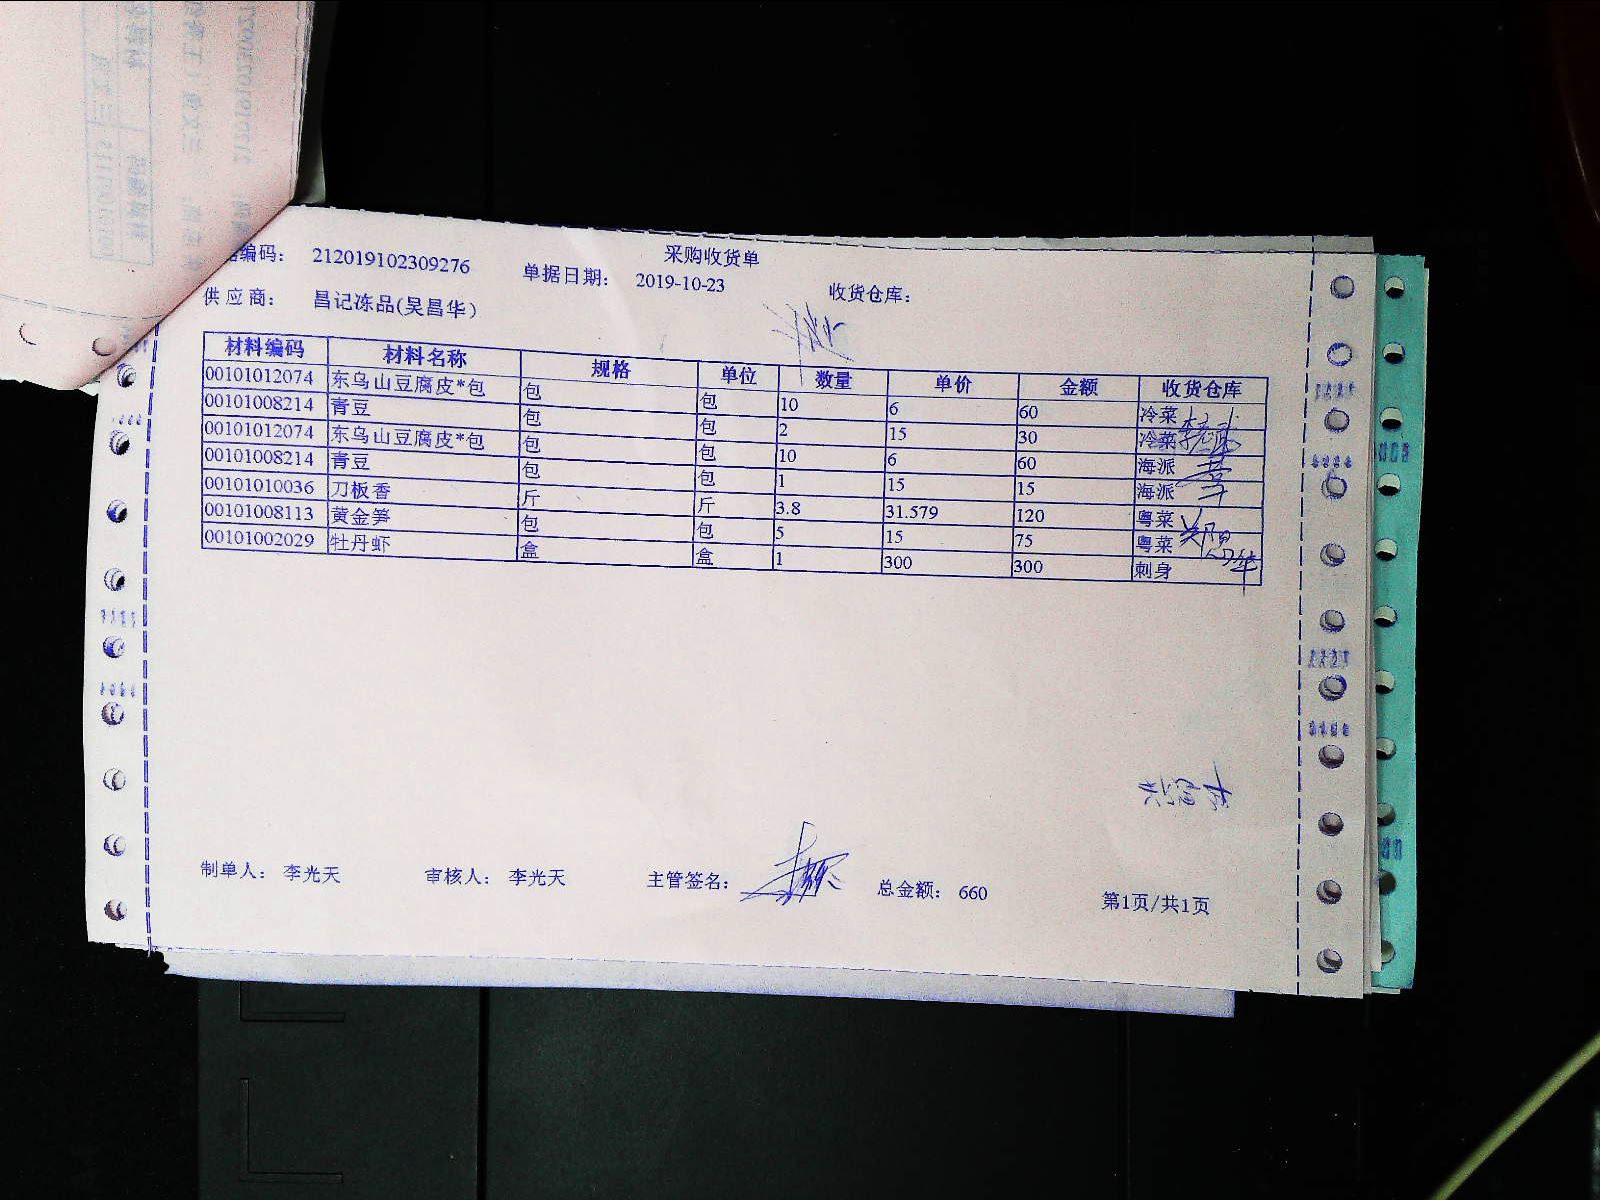 采购收货单
编码： 212019102309276 单据日期： 2019-10-23 收货仓库：
供应商： 昌记冻品(吴昌华)
材料编码 材料名称 规格 单位 数量 单价 金额 收货仓库
00101012074 东乌山豆腐皮*包 包 包 10 6 60 冷菜
00101008214 青豆 包 包 2 15 30 冷菜
00101012074 东乌山豆腐皮*包 包 包 10 6 60 海派
00101008214 青豆 包 包 1 15 15 海派
00101010036 刀板香 斤 斤 3.8 31.579 120 粤菜
00101008113 黄金笋 包 包 5 15 75 粤菜
00101002029 牡丹虾 盒 盒 1 300 300 刺身
制单人： 李光天 审核人： 李光天 主管签名： 总金额： 660 第1页/共1页